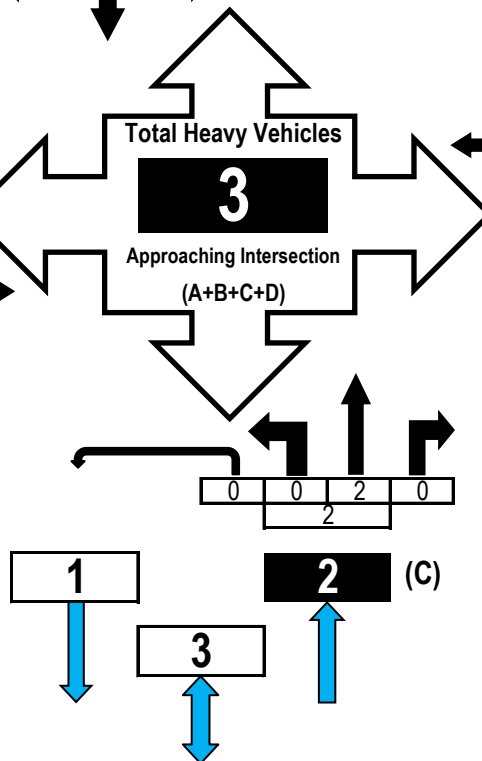 Total Heavy Vehicles
3
Approaching Intersection
(A+B+C+D)
0 0 2 0
2
1
2 (C)
3